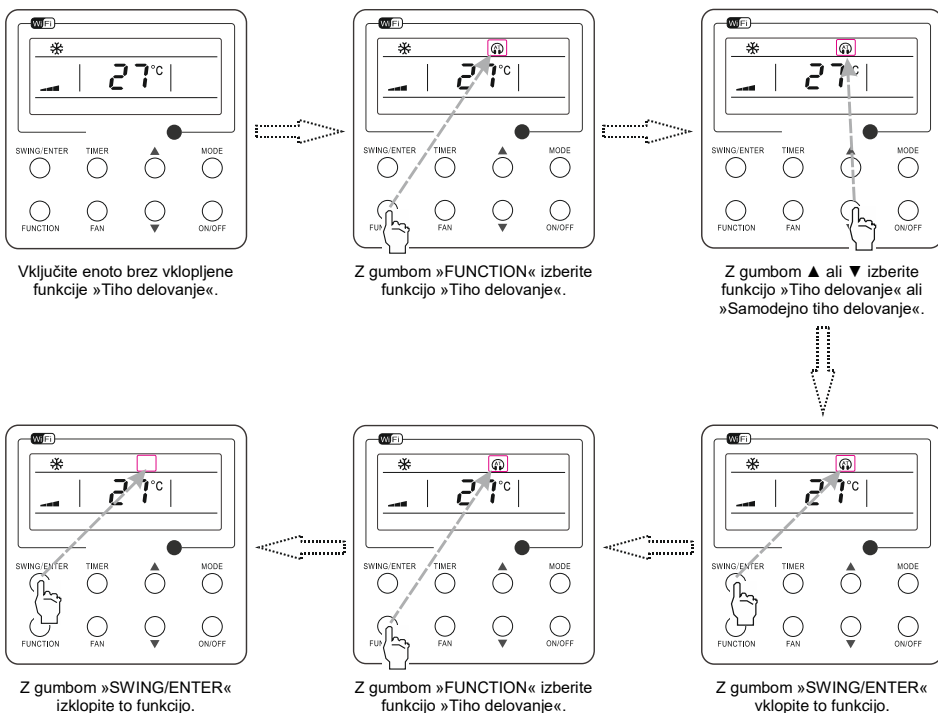 WiFi
27°C
SWING/ENTER TIMER ▲ MODE
FUNCTION FAN ▼ ON/OFF
Vključite enoto brez vklopljene
funkcije »Tiho delovanje«.
WiFi
27°C
SWING/ENTER TIMER ▲ MODE
FUNCTION FAN ▼ ON/OFF
Z gumbom »FUNCTION« izberite
funkcijo »Tiho delovanje«.
WiFi
27°C
SWING/ENTER TIMER ▲ MODE
FUNCTION FAN ▼ ON/OFF
Z gumbom ▲ ali ▼ izberite
funkcijo »Tiho delovanje« ali
»Samodejno tiho delovanje«.
WiFi
27°C
SWING/ENTER TIMER ▲ MODE
FUNCTION FAN ▼ ON/OFF
Z gumbom »SWING/ENTER«
izklopite to funkcijo.
WiFi
27°C
SWING/ENTER TIMER ▲ MODE
FUNCTION FAN ▼ ON/OFF
Z gumbom »FUNCTION« izberite
funkcijo »Tiho delovanje«.
WiFi
27°C
SWING/ENTER TIMER ▲ MODE
FUNCTION FAN ▼ ON/OFF
Z gumbom »SWING/ENTER«
vklopite to funkcijo.